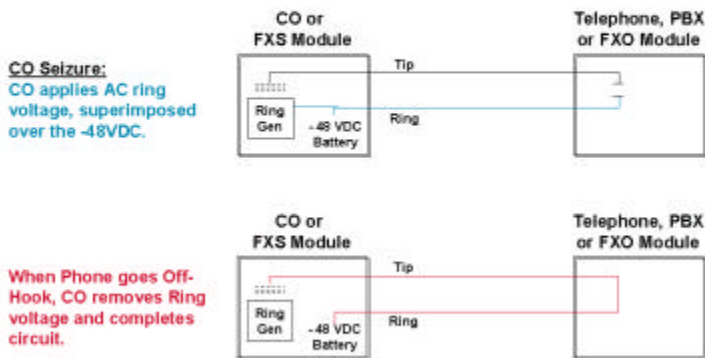 CO or
FXS Module
Telephone, PBX
or FXO Module
CO Seizure:
CO applies AC ring
voltage, superimposed
over the -48VDC.
Tip
Ring
Gen
- 48 VDC
Battery
Ring
CO or
FXS Module
Telephone, PBX
or FXO Module
When Phone goes Off-
Hook, CO removes Ring
voltage and completes
circuit.
Tip
Ring
Gen
- 48 VDC
Battery
Ring